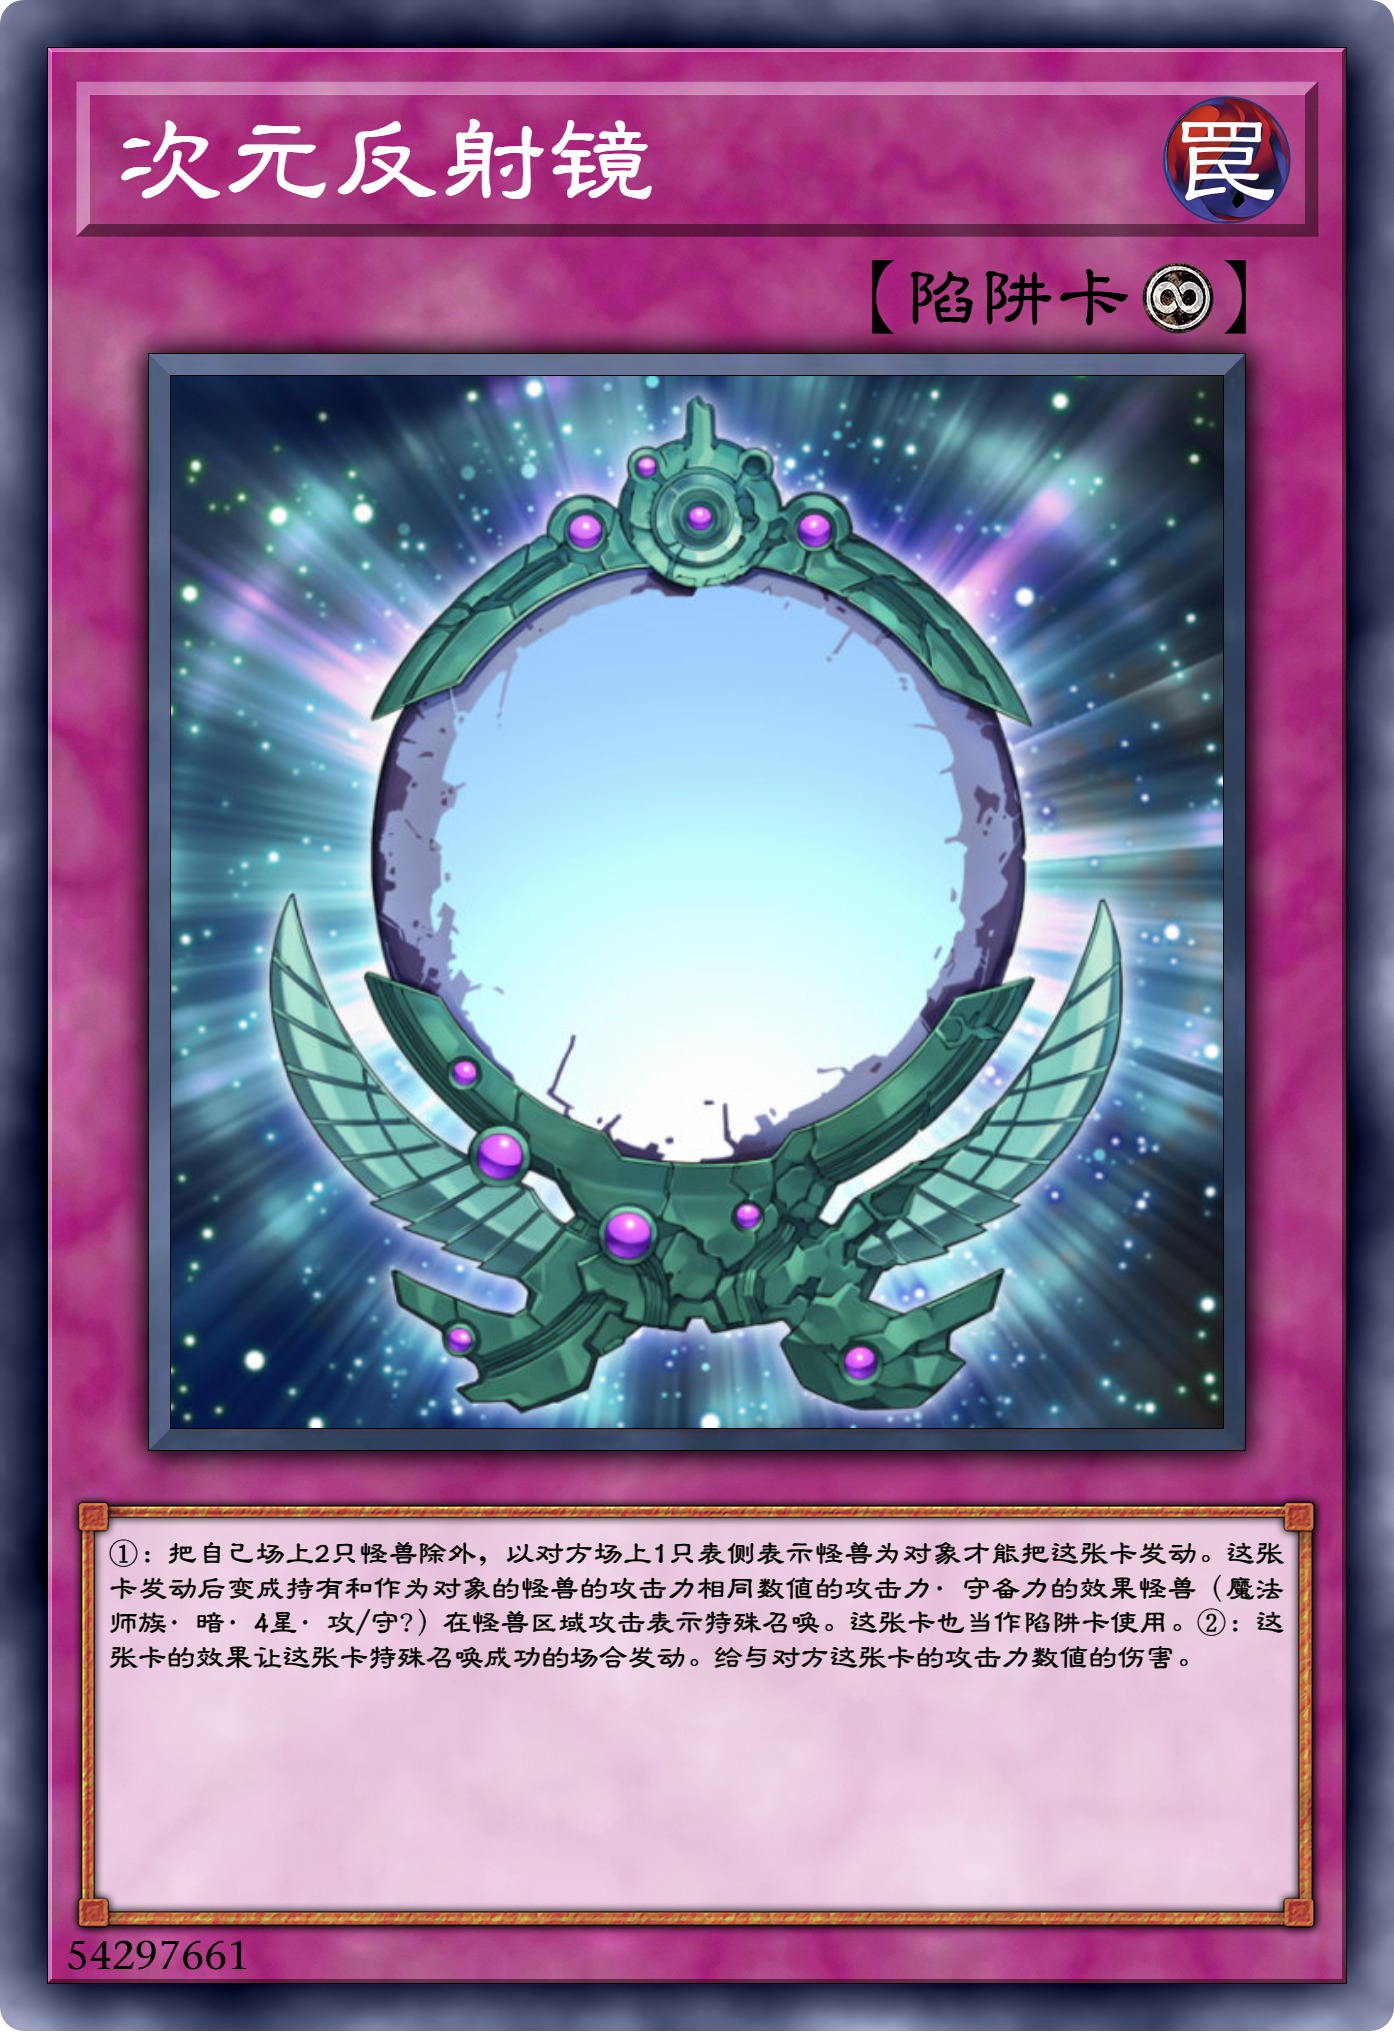 次元反射镜
罠
【陷阱卡♾】
①：把自己场上2只怪兽除外，以对方场上1只表侧表示怪兽为对象才能把这张卡发动。这张
卡发动后变成持有和作为对象的怪兽的攻击力相同数值的攻击力·守备力的效果怪兽（魔法
师族·暗·4星·攻/守?）在怪兽区域攻击表示特殊召唤。这张卡也当作陷阱卡使用。②：这
张卡的效果让这张卡特殊召唤成功的场合发动。给与对方这张卡的攻击力数值的伤害。
54297661